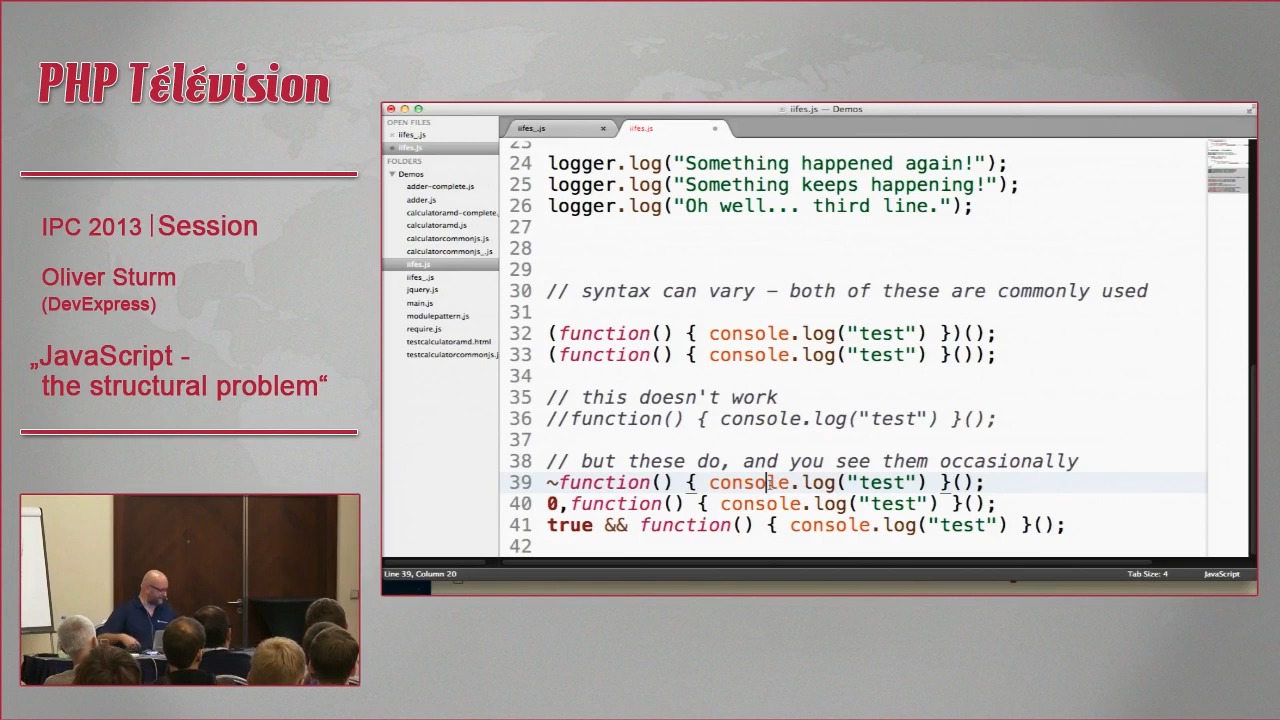 PHP Télévision
IPC 2013 | Session
Oliver Sturm
(DevExpress)
„JavaScript -
the structural problem“
iifes.js — Demos
OPEN FILES
iifes_.js
iifes.js
FOLDERS
Demos
adder-complete.js
adder.js
calculatoramd-complete.
calculatoramd.js
calculatorcommonjs.js
calculatorcommonjs_.js
iifes.js
iifes_.js
jquery.js
main.js
modulepattern.js
require.js
testcalculatoramd.html
testcalculatorcommonjs.j
iifes_.js
iifes.js
23
24 logger.log("Something happened again!");
25 logger.log("Something keeps happening!");
26 logger.log("Oh well... third line.");
27
28
29
30 // syntax can vary – both of these are commonly used
31
32 (function() { console.log("test") })();
33 (function() { console.log("test") }());
34
35 // this doesn't work
36 //function() { console.log("test") }();
37
38 // but these do, and you see them occasionally
39 ~function() { console.log("test") }();
40 0,function() { console.log("test") }();
41 true && function() { console.log("test") }();
42
Line 39, Column 20
Tab Size: 4
JavaScript